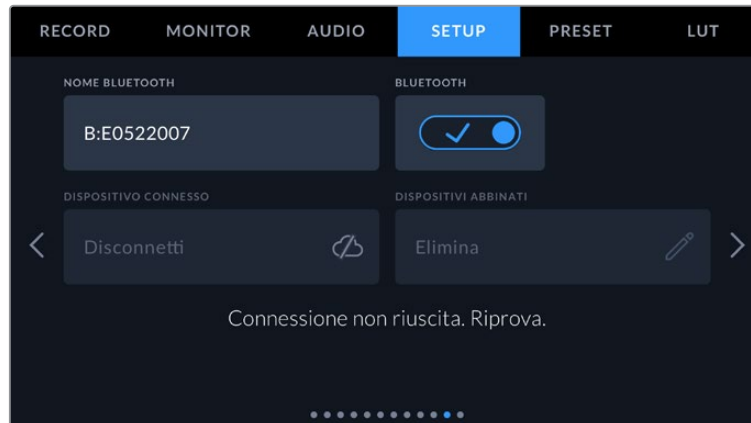 RECORD MONITOR AUDIO SETUP PRESET LUT
NOME BLUETOOTH BLUETOOTH
B:E0522007
DISPOSITIVO CONNESSO DISPOSITIVI ABBINATI
Disconnetti Elimina
Connessione non riuscita. Riprova.